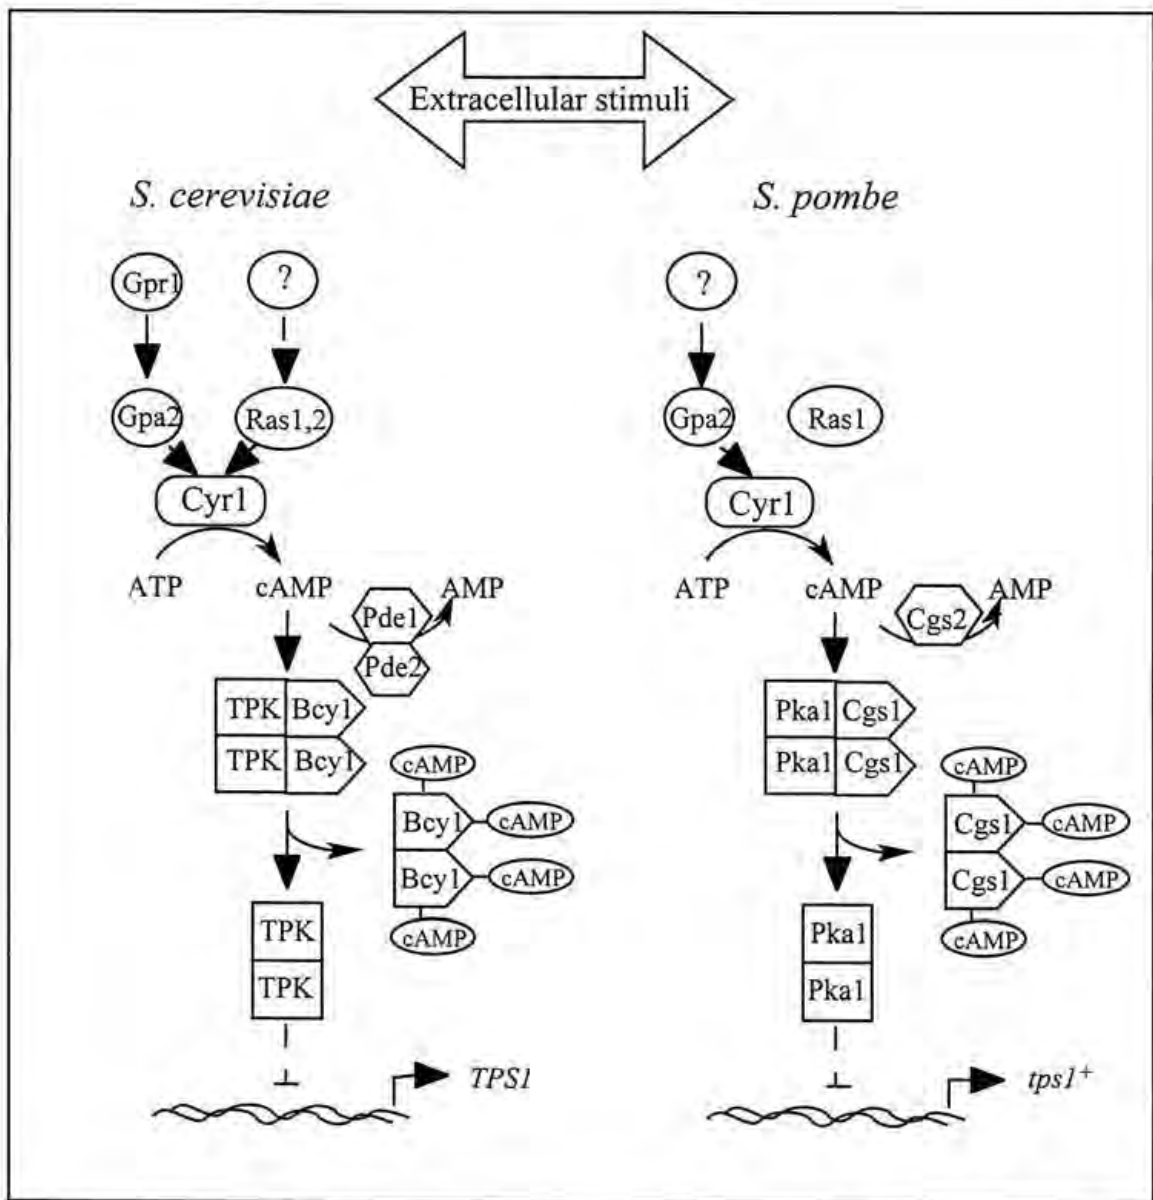 Extracellular stimuli
S. cerevisiae
Gpr1
?
Gpa2
Ras1,2
Cyr1
ATP
cAMP
AMP
Pde1
Pde2
TPK
Bcy1
TPK
Bcy1
cAMP
Bcy1
cAMP
Bcy1
cAMP
cAMP
TPK
TPK
TPS1
S. pombe
?
Gpa2
Ras1
Cyr1
ATP
cAMP
AMP
Cgs2
Pka1
Cgs1
Pka1
Cgs1
cAMP
Cgs1
cAMP
Cgs1
cAMP
cAMP
Pka1
Pka1
tps1+